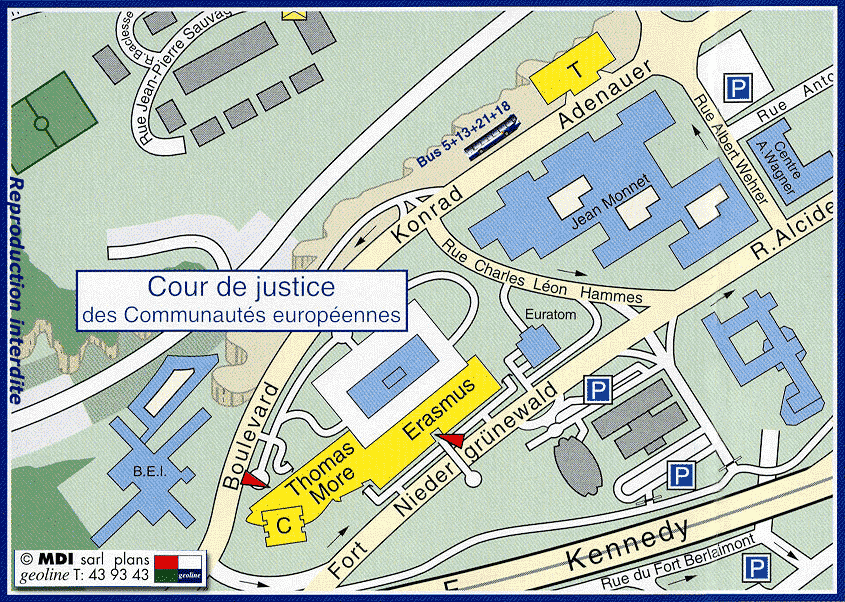 R. Baclesse
Rue Jean-Pierre Sauvag
T
Adenauer
P
Rue Anto
Rue Albert Wehrer
Centre
A. Wagner
Bus 5+13+21+18
Jean Monnet
Konrad
Rue Charles Léon Hammes
R. Alcide
Reproduction interdite
Cour de justice
des Communautés européennes
Euratom
Boulevard
Erasmus
Thomas
More
C
B.E.I.
P
P
Fort Niedergrünewald
Kennedy
Rue du Fort Berlaimont
P
© MDI sarl plans
geoline T: 43 93 43
geoline